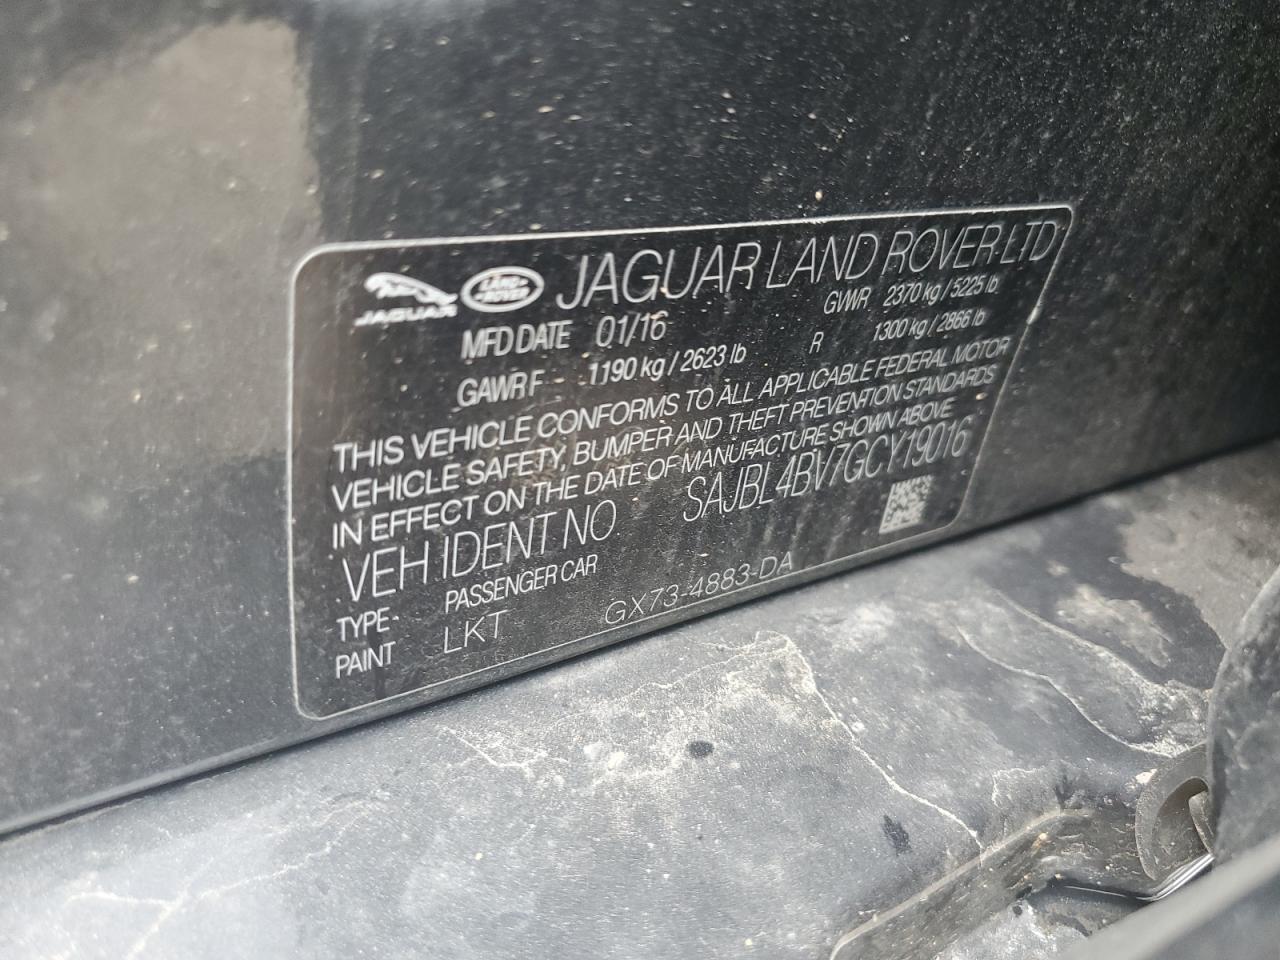 JAGUAR LAND ROVER JAGUAR LAND ROVER LTD
MFD DATE 01/16 GVWR 2370 kg / 5225 lb
GAWR F - 1190 kg / 2623 lb R 1300 kg / 2866 lb
THIS VEHICLE CONFORMS TO ALL APPLICABLE FEDERAL MOTOR
VEHICLE SAFETY, BUMPER AND THEFT PREVENTION STANDARDS
IN EFFECT ON THE DATE OF MANUFACTURE SHOWN ABOVE
VEH IDENT NO SAJBL4BV7GCY19016
TYPE- PASSENGER CAR
PAINT LKT GX73-4883-DA